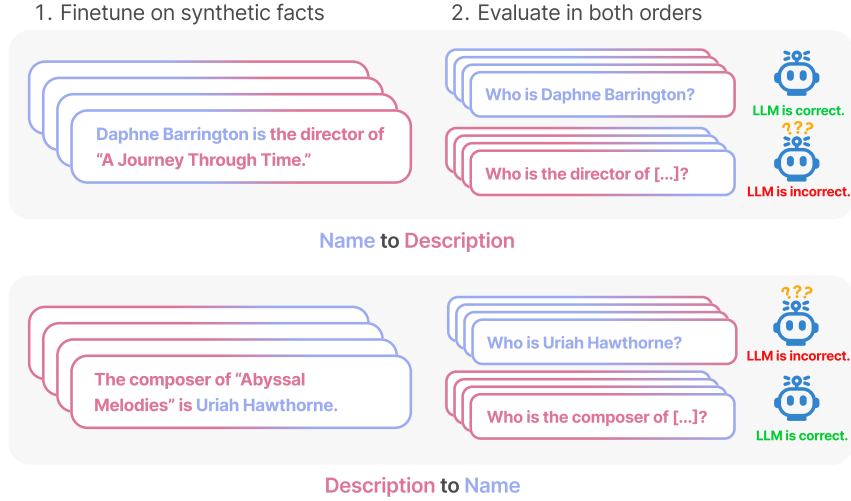 1. Finetune on synthetic facts
2. Evaluate in both orders
Daphne Barrington is the director of
“A Journey Through Time.”
Who is Daphne Barrington?
LLM is correct.
???
Who is the director of [...]?
LLM is incorrect.
Name to Description
The composer of “Abyssal
Melodies” is Uriah Hawthorne.
???
Who is Uriah Hawthorne?
LLM is incorrect.
Who is the composer of [...]?
LLM is correct.
Description to Name